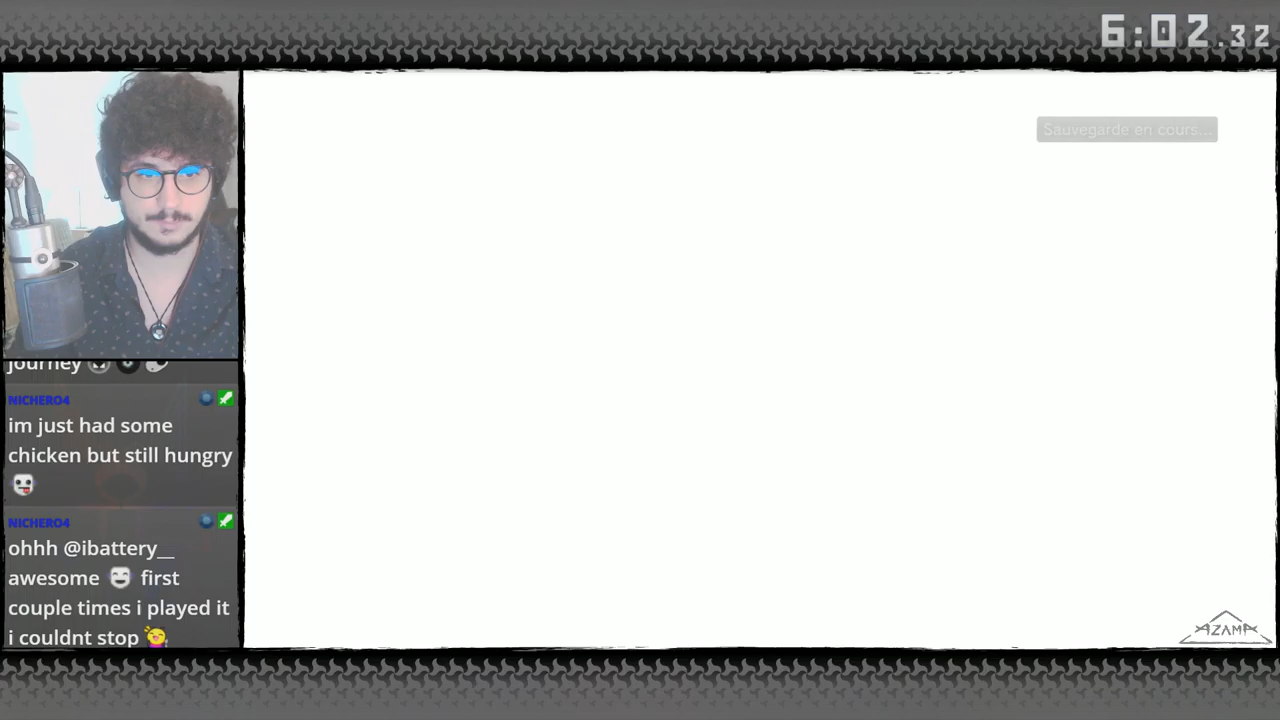 6:02.32
Sauvegarde en cours...
journey
NICHERO4
im just had some
chicken but still hungry
NICHERO4
ohhh @ibattery__
awesome first
couple times i played it
i couldnt stop
AZAMA